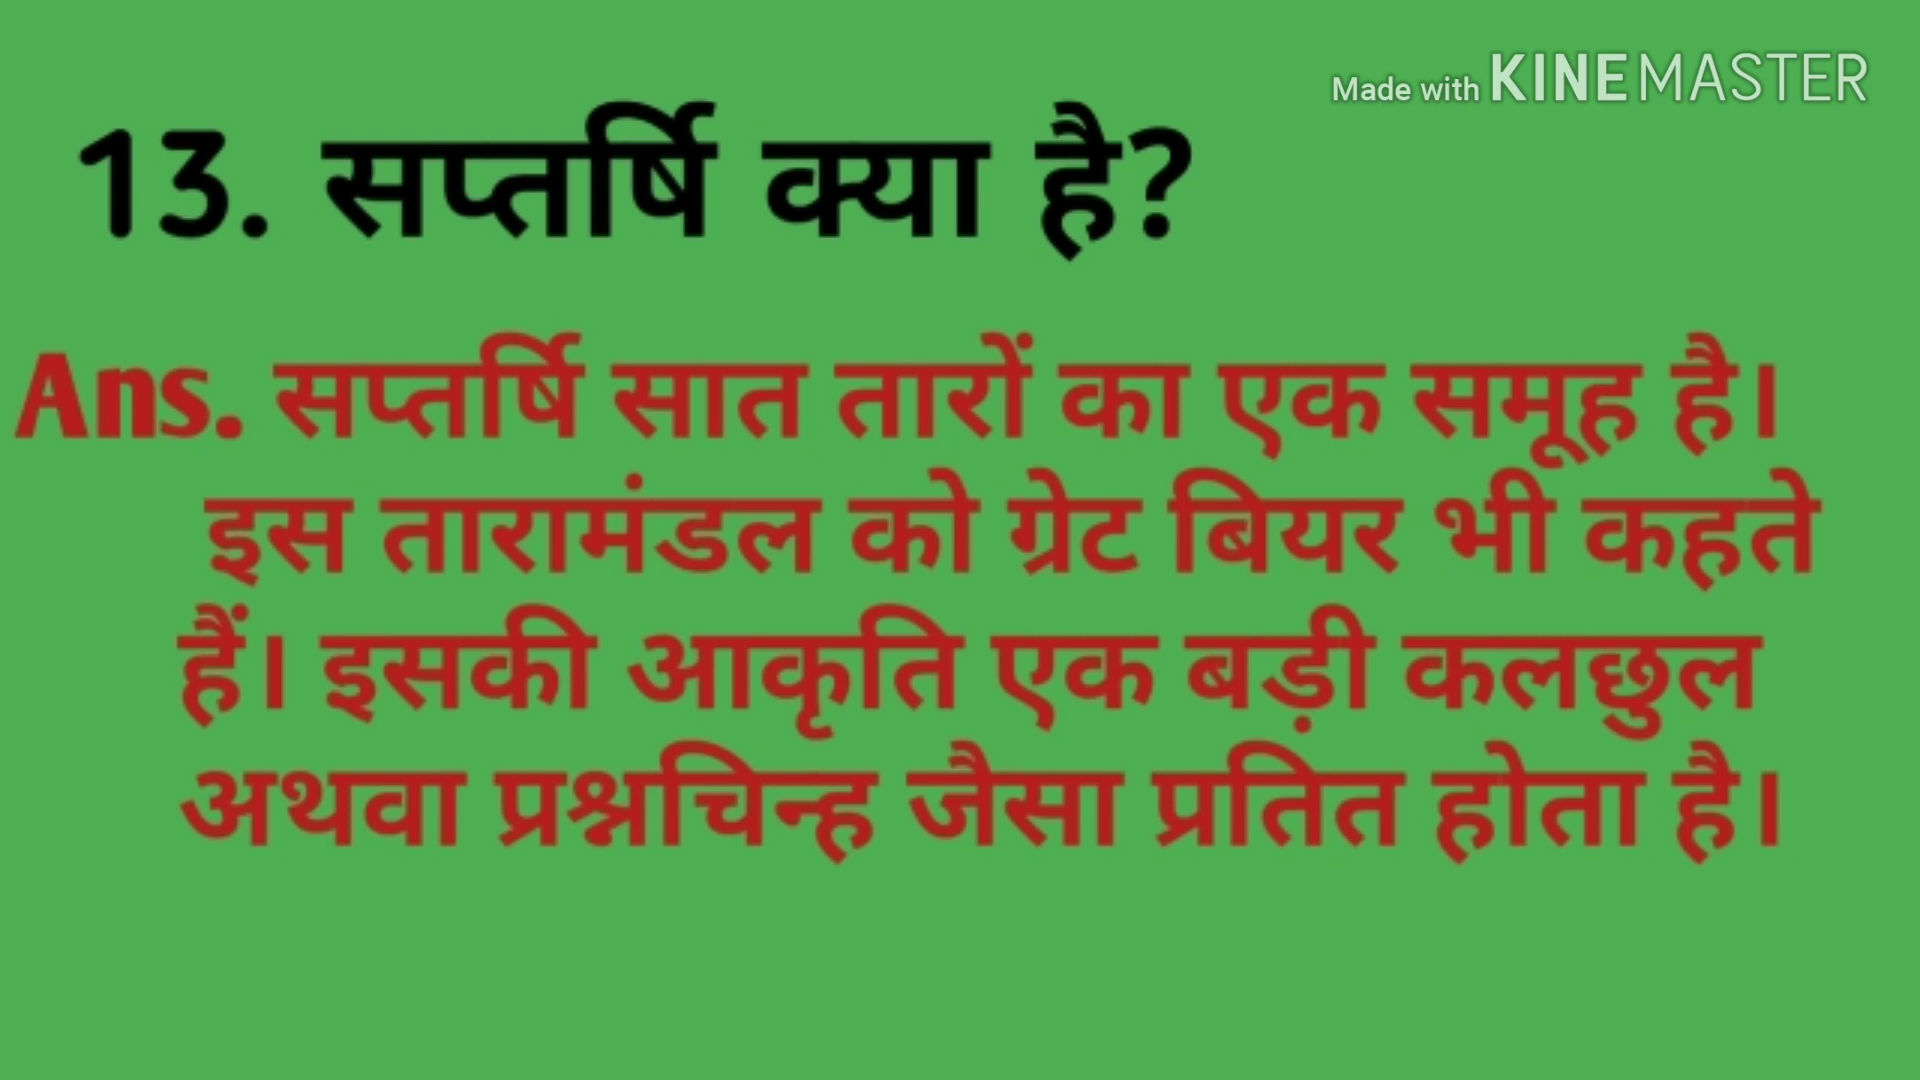 Made with KINEMASTER
13. सप्तर्षि क्या है?
Ans. सप्तर्षि सात तारों का एक समूह है।
इस तारामंडल को ग्रेट बियर भी कहते
हैं। इसकी आकृति एक बड़ी कलछुल
अथवा प्रश्नचिन्ह जैसा प्रतित होता है।